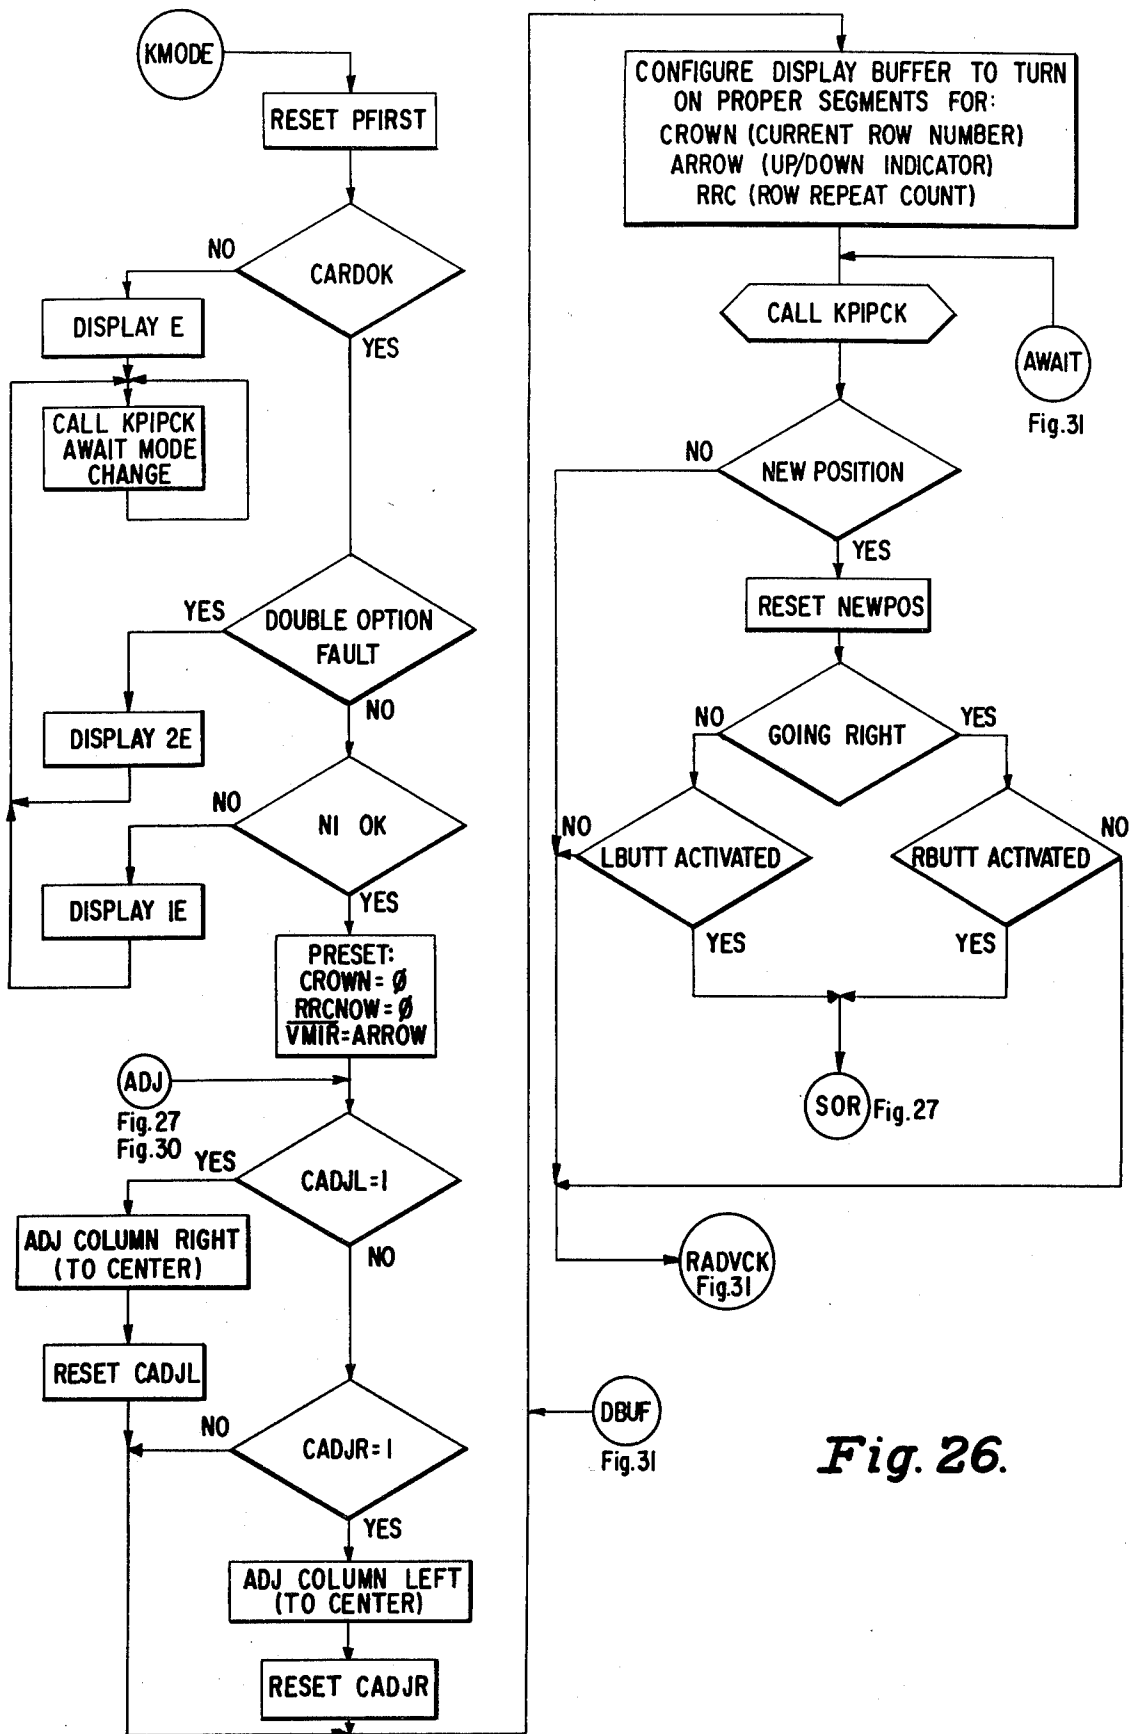 KMODE
RESET PFIRST
CARDOK
NO
YES
DISPLAY E
CALL KPIPCK
AWAIT MODE
CHANGE
DOUBLE OPTION
FAULT
YES
NO
DISPLAY 2E
N1 OK
NO
YES
DISPLAY 1E
PRESET:
CROWN=Ø
RRCNOW=Ø
V̅M̅I̅R̅=ARROW
ADJ
Fig.27
Fig.30
CADJL=1
YES
NO
ADJ COLUMN RIGHT
(TO CENTER)
RESET CADJL
CADJR=1
NO
YES
ADJ COLUMN LEFT
(TO CENTER)
RESET CADJR
CONFIGURE DISPLAY BUFFER TO TURN
ON PROPER SEGMENTS FOR:
CROWN (CURRENT ROW NUMBER)
ARROW (UP/DOWN INDICATOR)
RRC (ROW REPEAT COUNT)
CALL KPIPCK
AWAIT
Fig.31
NEW POSITION
NO
YES
RESET NEWPOS
GOING RIGHT
NO
YES
LBUTT ACTIVATED
NO
YES
RBUTT ACTIVATED
NO
YES
SOR Fig.27
RADVCK
Fig.31
DBUF
Fig.31
Fig. 26.